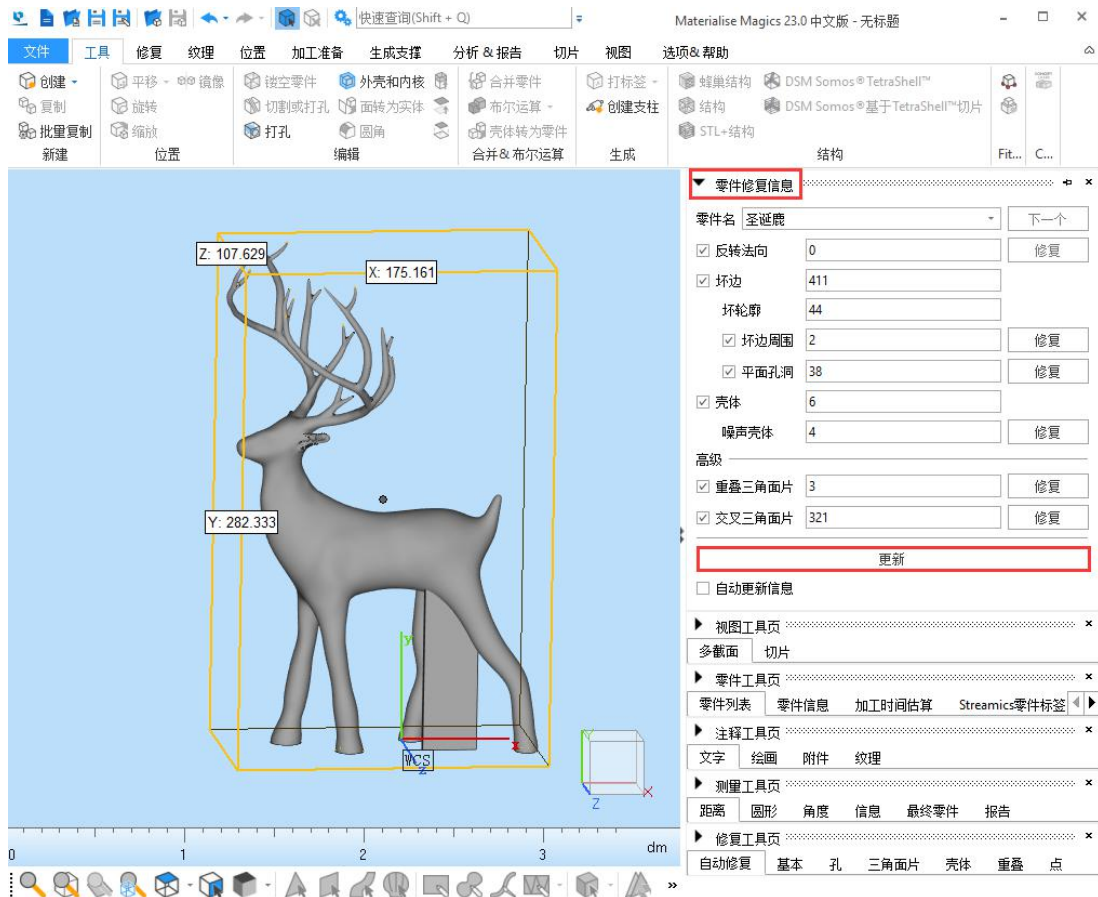 快速查询(Shift + Q)
Materialise Magics 23.0 中文版 - 无标题
文件 工具 修复 纹理 位置 加工准备 生成支撑 分析 & 报告 切片 视图 选项& 帮助
创建 平移 镜像 镂空零件 外壳和内核 合并零件 打标签 蜂巢结构 DSM Somos®TetraShell™
复制 旋转 切割或打孔 面转为实体 布尔运算 创建支柱 结构 DSM Somos®基于TetraShell™切片
批量复制 缩放 打孔 圆角 壳体转为零件 STL+结构
新建 位置 编辑 合并& 布尔运算 生成 结构 Fit... C...
零件修复信息
零件名 圣诞鹿 下一个
反转法向 0 修复
坏边 411
坏轮廓 44
坏边周围 2 修复
平面孔洞 38 修复
壳体 6
噪声壳体 4 修复
高级
重叠三角面片 3 修复
交叉三角面片 321 修复
更新
自动更新信息
视图工具页
多截面 切片
零件工具页
零件列表 零件信息 加工时间估算 Streamics零件标签
注释工具页
文字 绘画 附件 纹理
测量工具页
距离 圆形 角度 信息 最终零件 报告
修复工具页
自动修复 基本 孔 三角面片 壳体 重叠 点
Z: 107.629
X: 175.161
Y: 282.333
y
x
WCS
z
Y
X
Z
0 1 2 3 dm
»